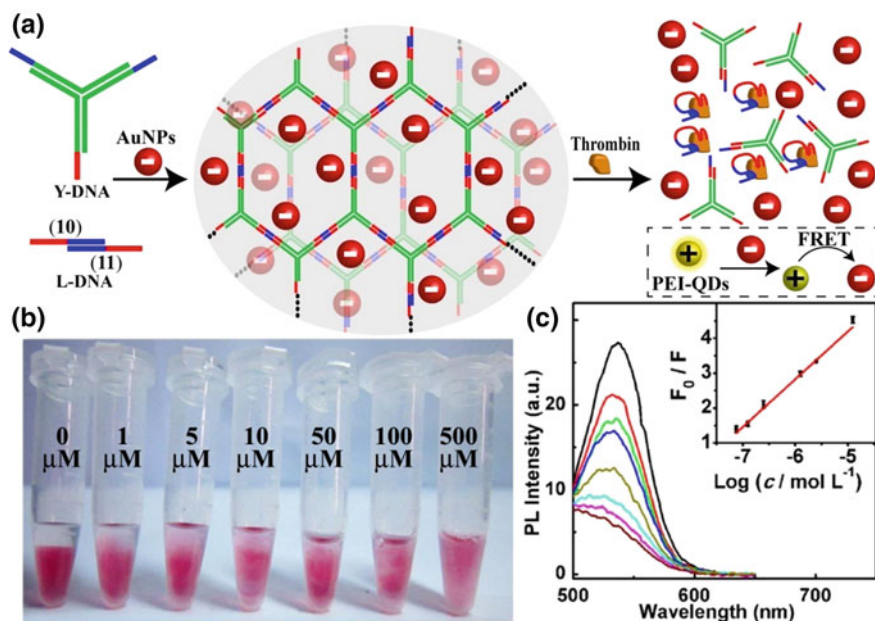 (a)
AuNPs
Y-DNA
(10)
(11)
L-DNA
Thrombin
FRET
PEI-QDs
(b)
0 μM
1 μM
5 μM
10 μM
50 μM
100 μM
500 μM
(c)
PL Intensity (a.u.)
20
10
0
500
600
700
Wavelength (nm)
F₀ / F
4
3
2
1
-7
-6
-5
Log (c / mol L⁻¹)